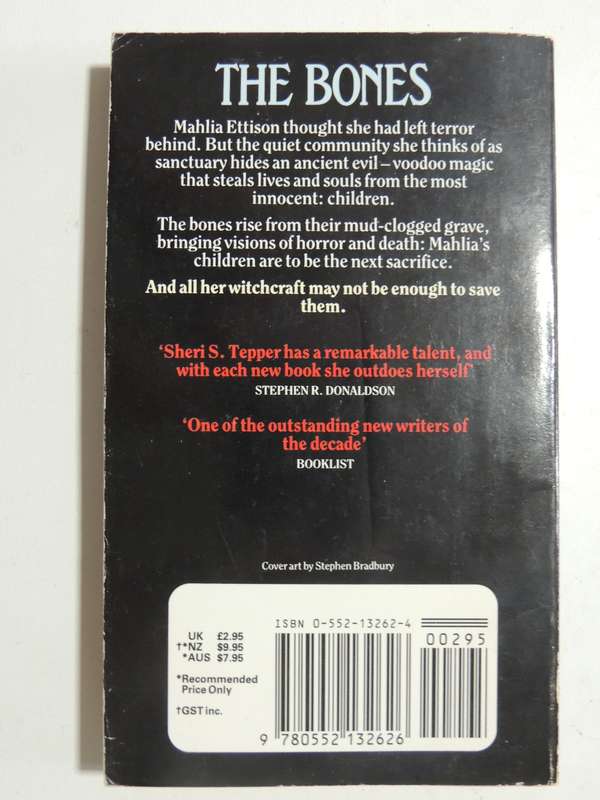 THE BONES
Mahlia Ettison thought she had left terror
behind. But the quiet community she thinks of as
sanctuary hides an ancient evil – voodoo magic
that steals lives and souls from the most
innocent: children.
The bones rise from their mud-clogged grave,
bringing visions of horror and death: Mahlia's
children are to be the next sacrifice.
And all her witchcraft may not be enough to save
them.
'Sheri S. Tepper has a remarkable talent, and
with each new book she outdoes herself'
STEPHEN R. DONALDSON
'One of the outstanding new writers of
the decade'
BOOKLIST
Cover art by Stephen Bradbury
UK £2.95
†*NZ $9.95
*AUS $7.95
*Recommended
Price Only
†GST inc.
ISBN 0-552-13262-4
00295
9 780552 132626